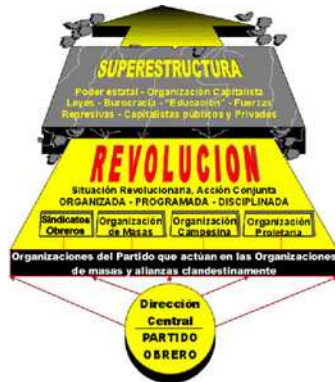 SUPERESTRUCTURA
Poder estatal - Organización Capitalista
Leyes - Burocracia - "Educación" - Fuerzas
Represivas - Capitalistas públicos y Privados
REVOLUCION
Situación Revolucionaria, Acción Conjunta
ORGANIZADA - PROGRAMADA - DISCIPLINADA
Sindicatos
Obreros
Organización
de Masas
Organización
Campesina
Organización
Proletaria
Organizaciones del Partido que actúan en las Organizaciones
de masas y alianzas clandestinamente
Dirección
Central
PARTIDO
OBRERO